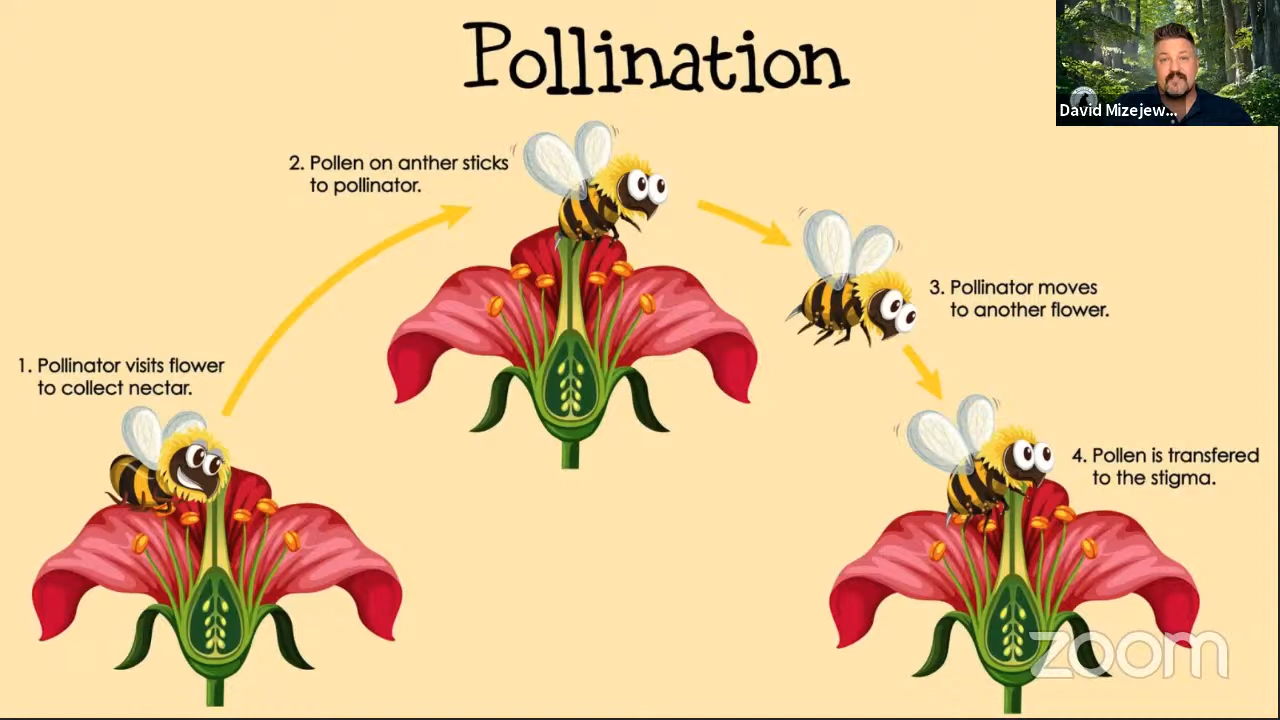 Pollination
David Mizejew...
2. Pollen on anther sticks
to pollinator.
3. Pollinator moves
to another flower.
1. Pollinator visits flower
to collect nectar.
4. Pollen is transfered
to the stigma.
zoom